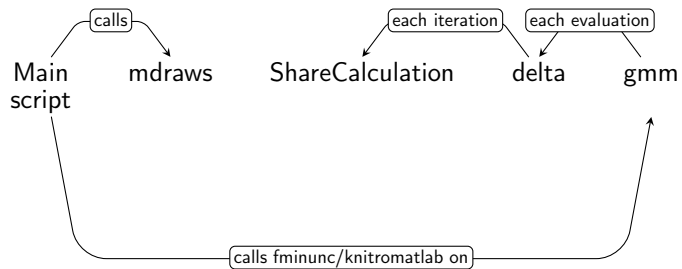 calls
each iteration
each evaluation
Main
script
mdraws
ShareCalculation
delta
gmm
calls fminunc/knitromatlab on